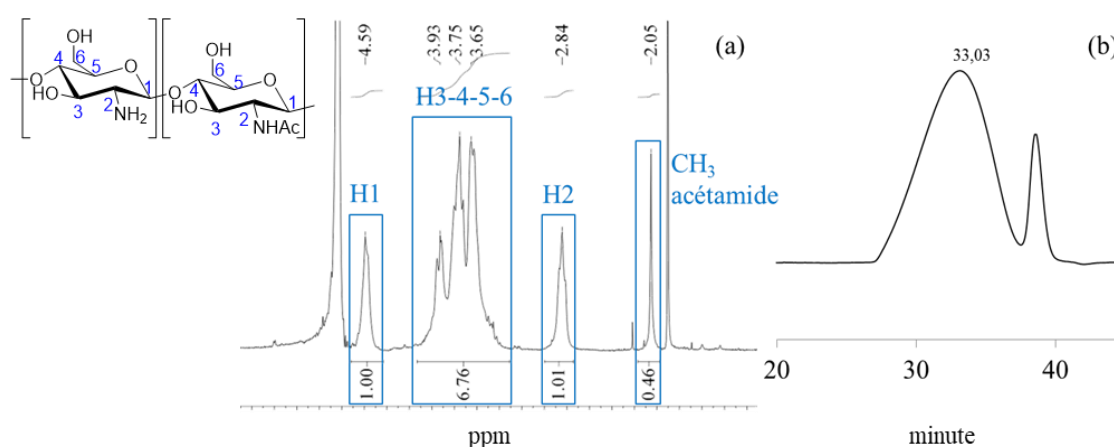 OH
6
4
5
O
1
O
HO
3
2
NH₂
OH
6
4
5
O
1
O
HO
3
2
NHAc
−4.59
3.93
3.75
3.65
−2.84
−2.05
(a)
H1
H3-4-5-6
H2
CH₃
acétamide
1.00
6.76
1.01
0.46
ppm
33,03
(b)
20
30
40
minute